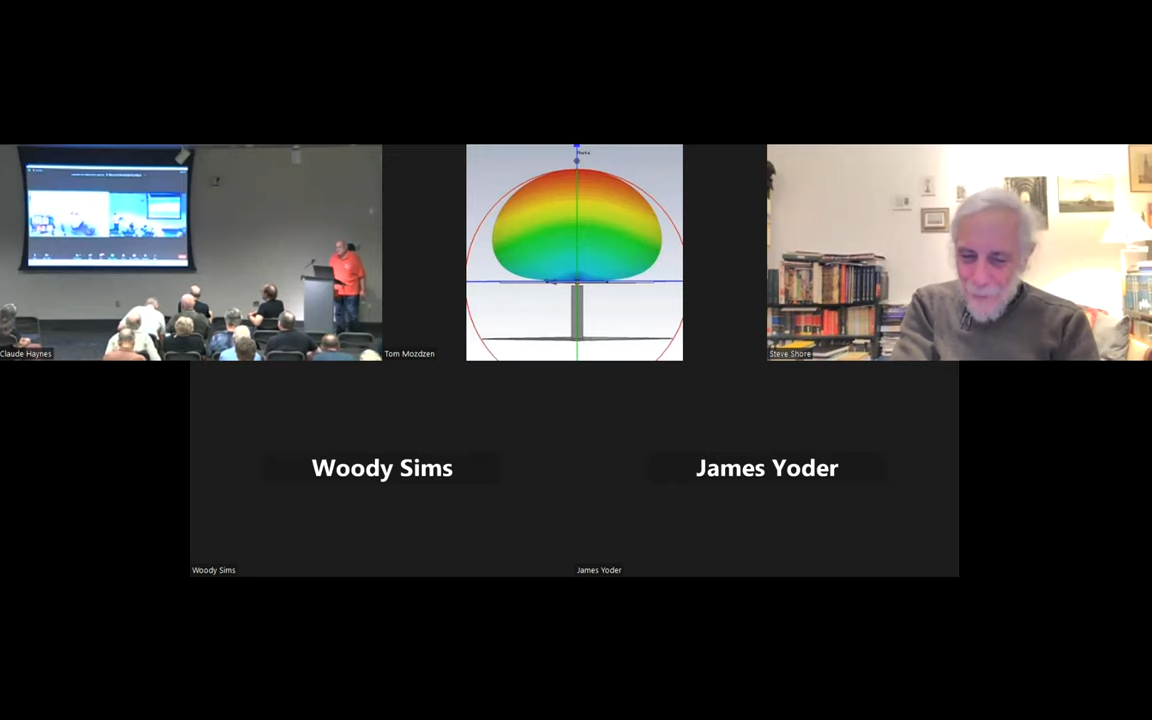 Claude Haynes
Tom Mozdzen
Steve Shore
Woody Sims
James Yoder
Woody Sims
James Yoder